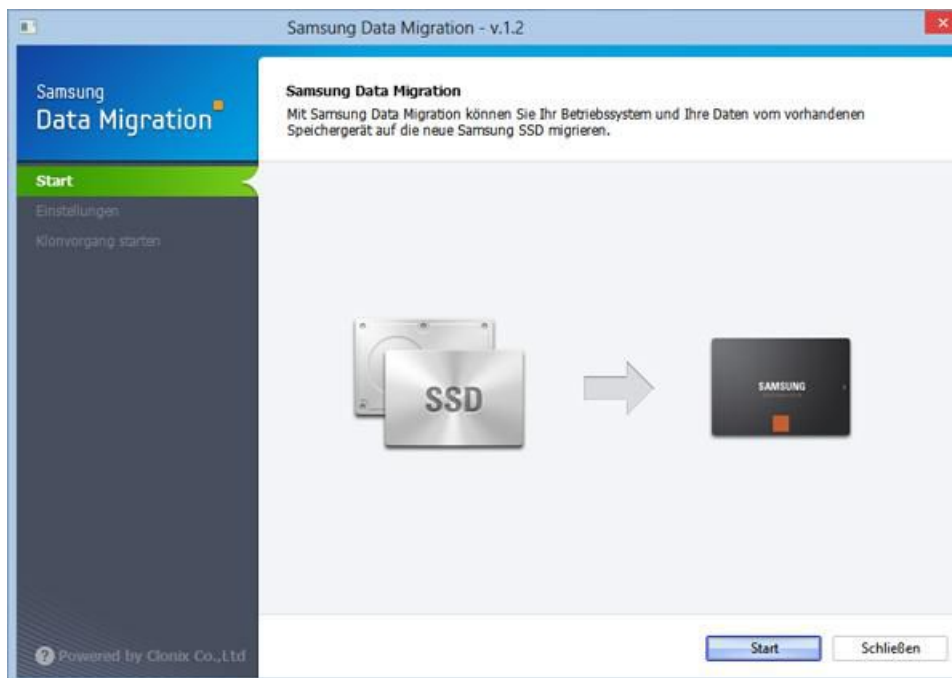 Samsung Data Migration - v.1.2
Samsung
Data Migration
Samsung Data Migration
Mit Samsung Data Migration können Sie Ihr Betriebssystem und Ihre Daten vom vorhandenen
Speichergerät auf die neue Samsung SSD migrieren.
Start
Einstellungen
Klonvorgang starten
SSD
SAMSUNG
? Powered by Clonix Co.,Ltd
Start
Schließen